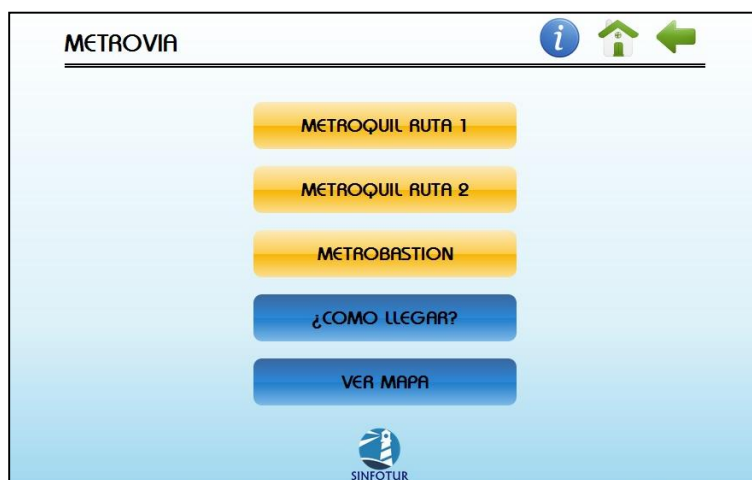 METROVIA
i
METROQUIL RUTA 1
METROQUIL RUTA 2
METROBASTION
¿COMO LLEGAR?
VER MAPA
SINFOTUR